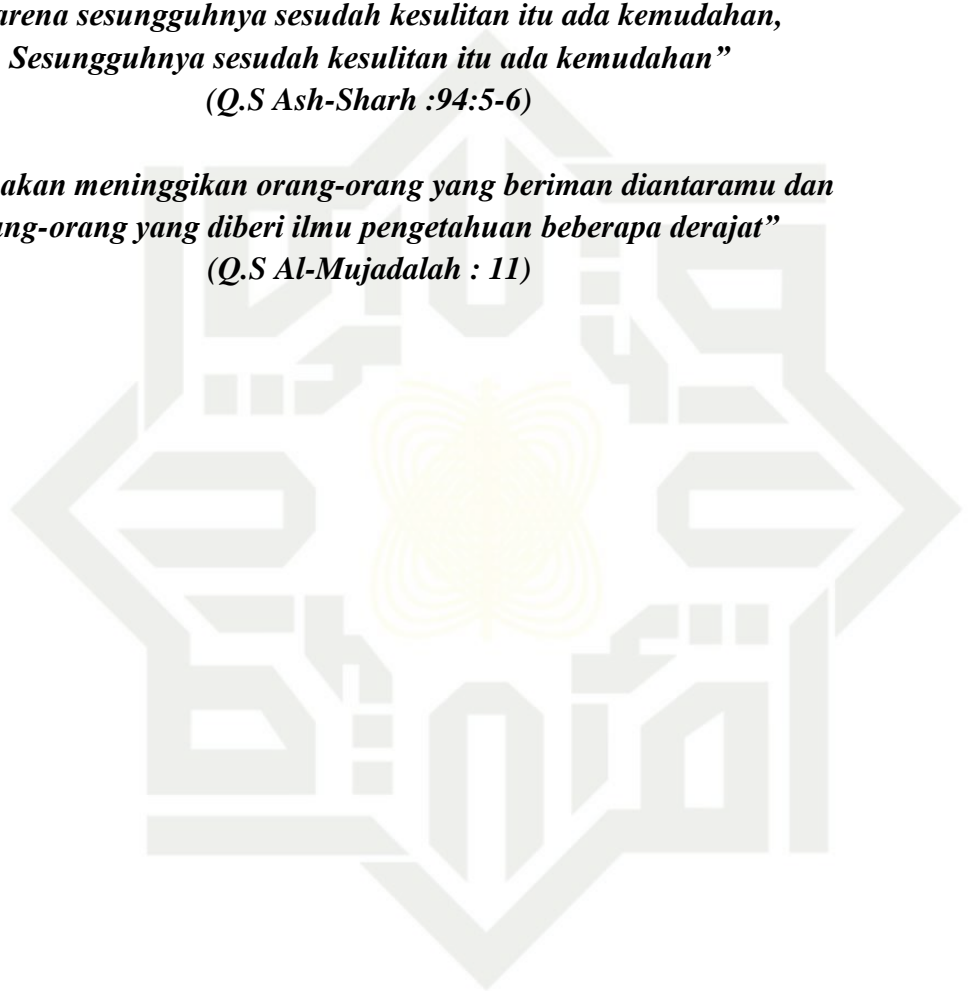 arena sesungguhnya sesudah kesulitan itu ada kemudahan,
Sesungguhnya sesudah kesulitan itu ada kemudahan”
(Q.S Ash-Sharh :94:5-6)
akan meninggikan orang-orang yang beriman diantaramu dan
ng-orang yang diberi ilmu pengetahuan beberapa derajat”
(Q.S Al-Mujadalah : 11)